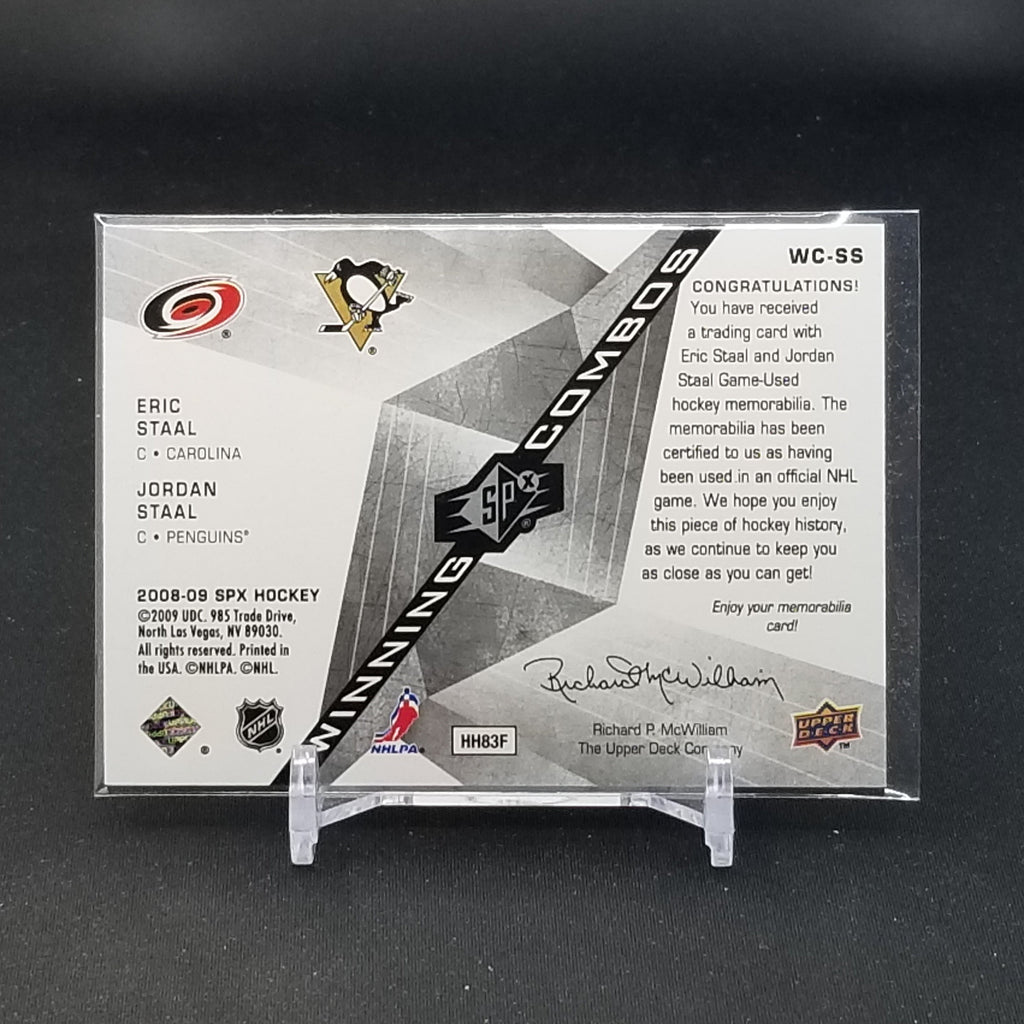 WC-SS
CONGRATULATIONS!
You have received
a trading card with
Eric Staal and Jordan
Staal Game-Used
hockey memorabilia. The
memorabilia has been
certified to us as having
been used in an official NHL
game. We hope you enjoy
this piece of hockey history,
as we continue to keep you
as close as you can get!
Enjoy your memorabilia
card!
Richard McWilliam
Richard P. McWilliam
The Upper Deck Company
UPPER
DECK
TM
ERIC
STAAL
C • CAROLINA
JORDAN
STAAL
C • PENGUINS®
2008-09 SPX HOCKEY
©2009 UDC. 985 Trade Drive,
North Las Vegas, NV 89030.
All rights reserved. Printed in
the USA. ©NHLPA. ©NHL.
NHL
NHLPA®
HH83F
WINNING COMBOS
SPX®